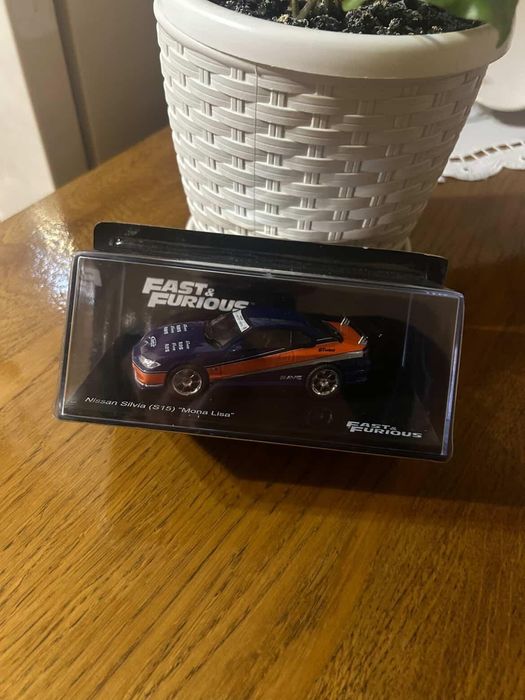 FAST &
FURIOUS
Nissan Silvia (S15) "Mona Lisa"
FAST &
FURIOUS